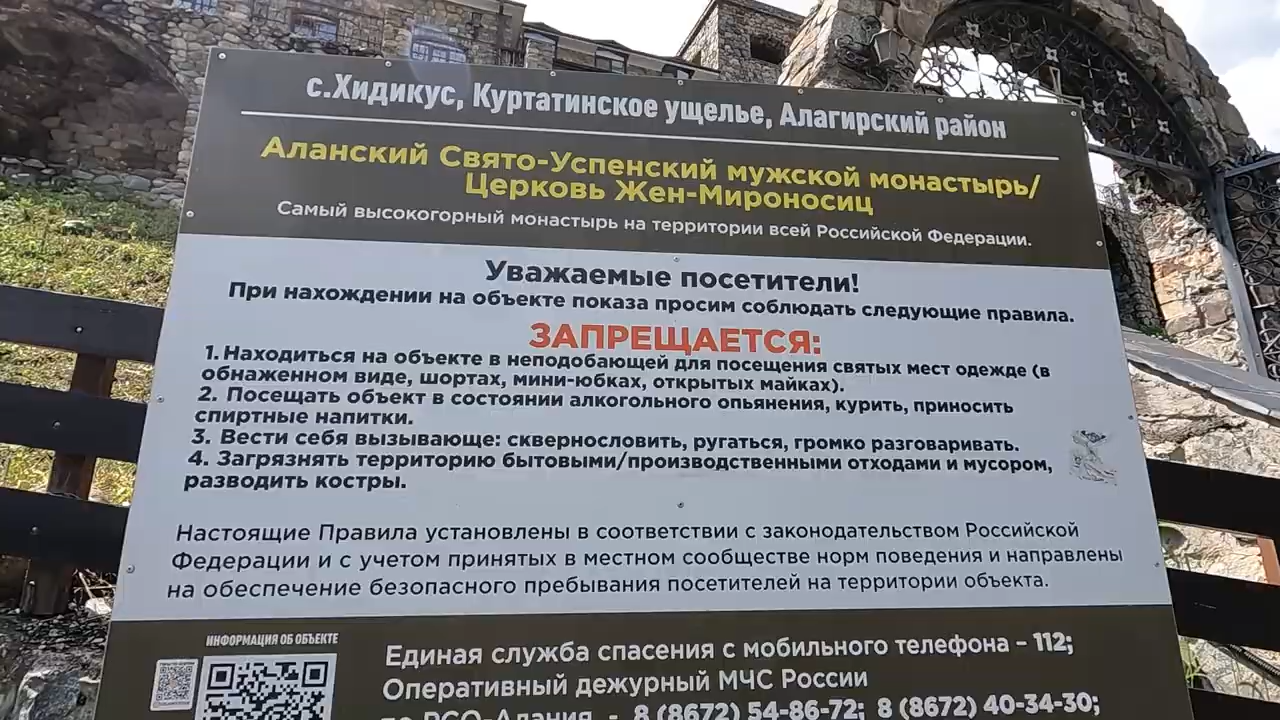 с.Хидикус, Куртатинское ущелье, Алагирский район
Аланский Свято-Успенский мужской монастырь/
Церковь Жен-Мироносиц
Самый высокогорный монастырь на территории всей Российской Федерации.
Уважаемые посетители!
При нахождении на объекте показа просим соблюдать следующие правила.
ЗАПРЕЩАЕТСЯ:
1. Находиться на объекте в неподобающей для посещения святых мест одежде (в
обнаженном виде, шортах, мини-юбках, открытых майках).
2. Посещать объект в состоянии алкогольного опьянения, курить, приносить
спиртные напитки.
3. Вести себя вызывающе: сквернословить, ругаться, громко разговаривать.
4. Загрязнять территорию бытовыми/производственными отходами и мусором,
разводить костры.
Настоящие Правила установлены в соответствии с законодательством Российской
Федерации и с учетом принятых в местном сообществе норм поведения и направлены
на обеспечение безопасного пребывания посетителей на территории объекта.
ИНФОРМАЦИЯ ОБ ОБЪЕКТЕ
Единая служба спасения с мобильного телефона – 112;
Оперативный дежурный МЧС России
по РСО-Алания - 8 (8672) 54-86-72; 8 (8672) 40-34-30;